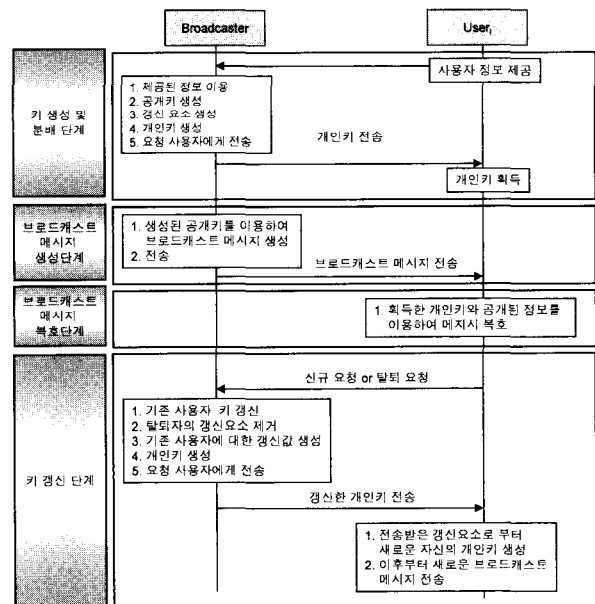 Broadcaster
Userᵢ
사용자 정보 제공
키 생성 및
분배 단계
1. 제공된 정보 이용
2. 공개키 생성
3. 갱신 요소 생성
4. 개인키 생성
5. 요청 사용자에게 전송
개인키 전송
개인키 획득
브로드캐스트
메시지
생성단계
1. 생성된 공개키를 이용하여
브로드캐스트 메시지 생성
2. 전송
브로드캐스트 메시지 전송
브로드캐스트
메시지
복호단계
1. 획득한 개인키와 공개된 정보를
이용하여 메지시 복호
키 갱신 단계
신규 요청 or 탈퇴 요청
1. 기존 사용자 키 갱신
2. 탈퇴자의 갱신요소 제거
3. 기존 사용자에 대한 갱신값 생성
4. 개인키 생성
5. 요청 사용자에게 전송
갱신한 개인키 전송
1. 전송받은 갱신요소로 부터
새로운 자신의 개인키 생성
2. 이후부터 새로운 브로드캐스트
메시지 전송